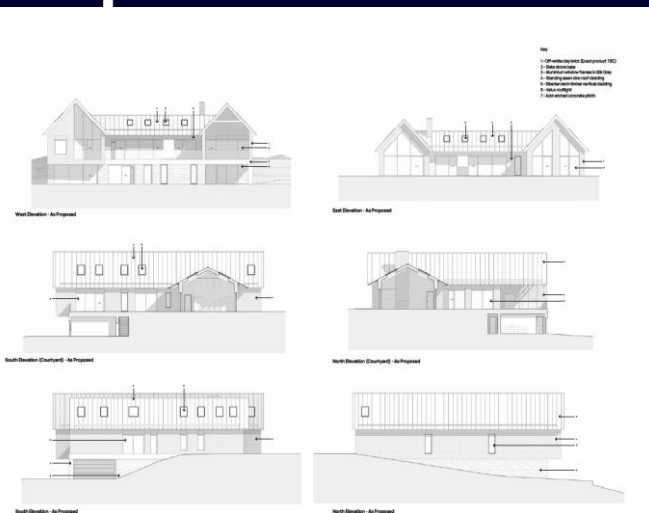 Key
1 - Off-white clay brick (Exact product TBC)
2 - Slate stone base
3 - Aluminium window frames in Silk Grey
4 - Standing seam zinc roof cladding
5 - Siberian larch timber vertical cladding
6 - Velux rooflight
7 - Acid-etched concrete plinth
West Elevation - As Proposed
East Elevation - As Proposed
South Elevation (Courtyard) - As Proposed
North Elevation (Courtyard) - As Proposed
South Elevation - As Proposed
North Elevation - As Proposed